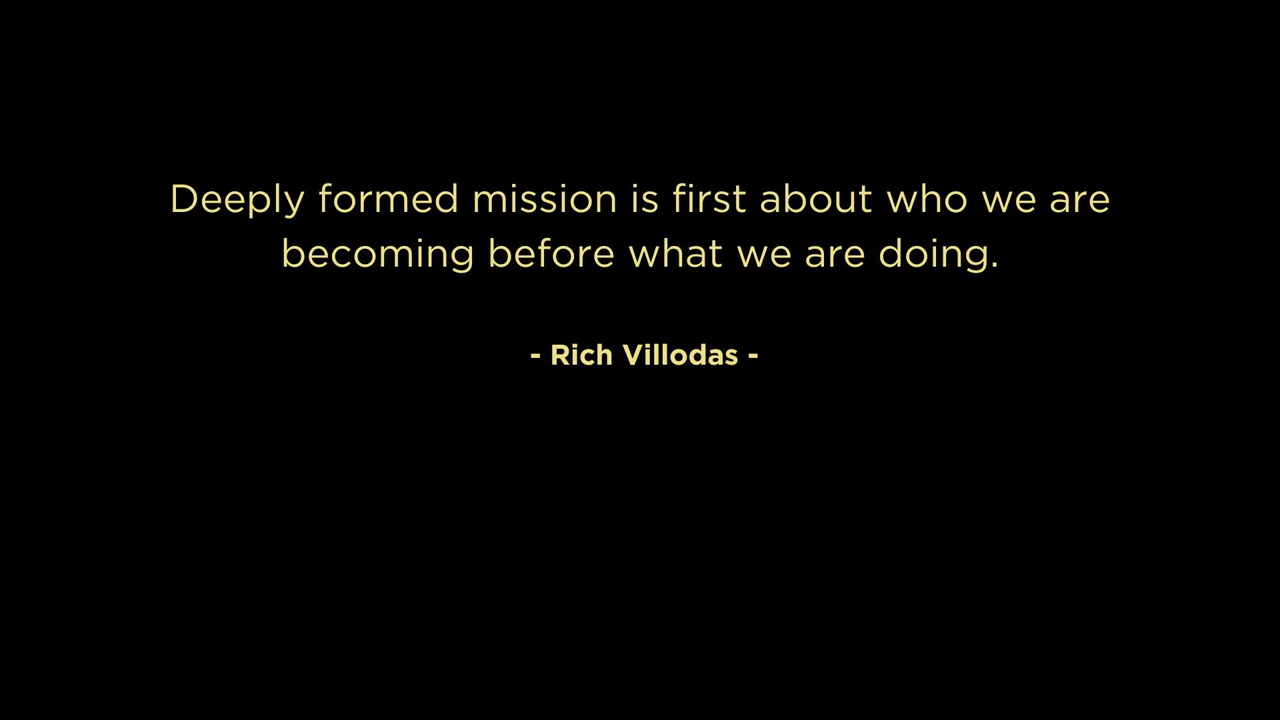 Deeply formed mission is first about who we are
becoming before what we are doing.
- Rich Villodas -